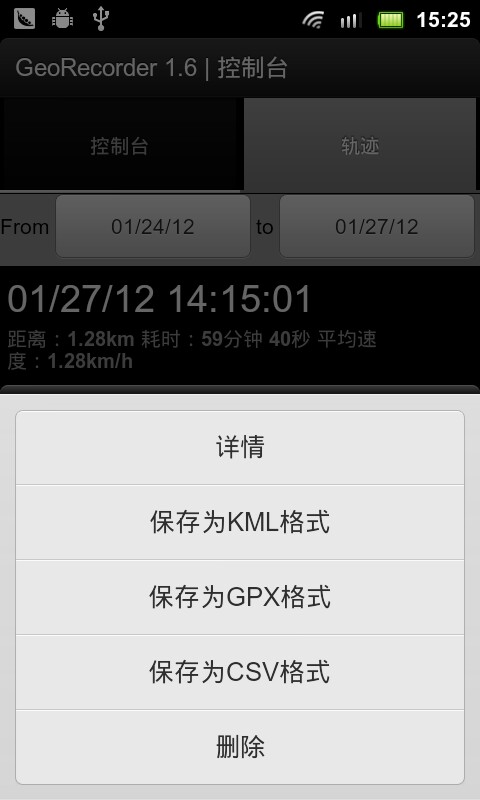 15:25
GeoRecorder 1.6 | 控制台
控制台 轨迹
From 01/24/12 to 01/27/12
01/27/12 14:15:01
距离：1.28km 耗时：59分钟 40秒 平均速
度：1.28km/h
详情
保存为KML格式
保存为GPX格式
保存为CSV格式
删除